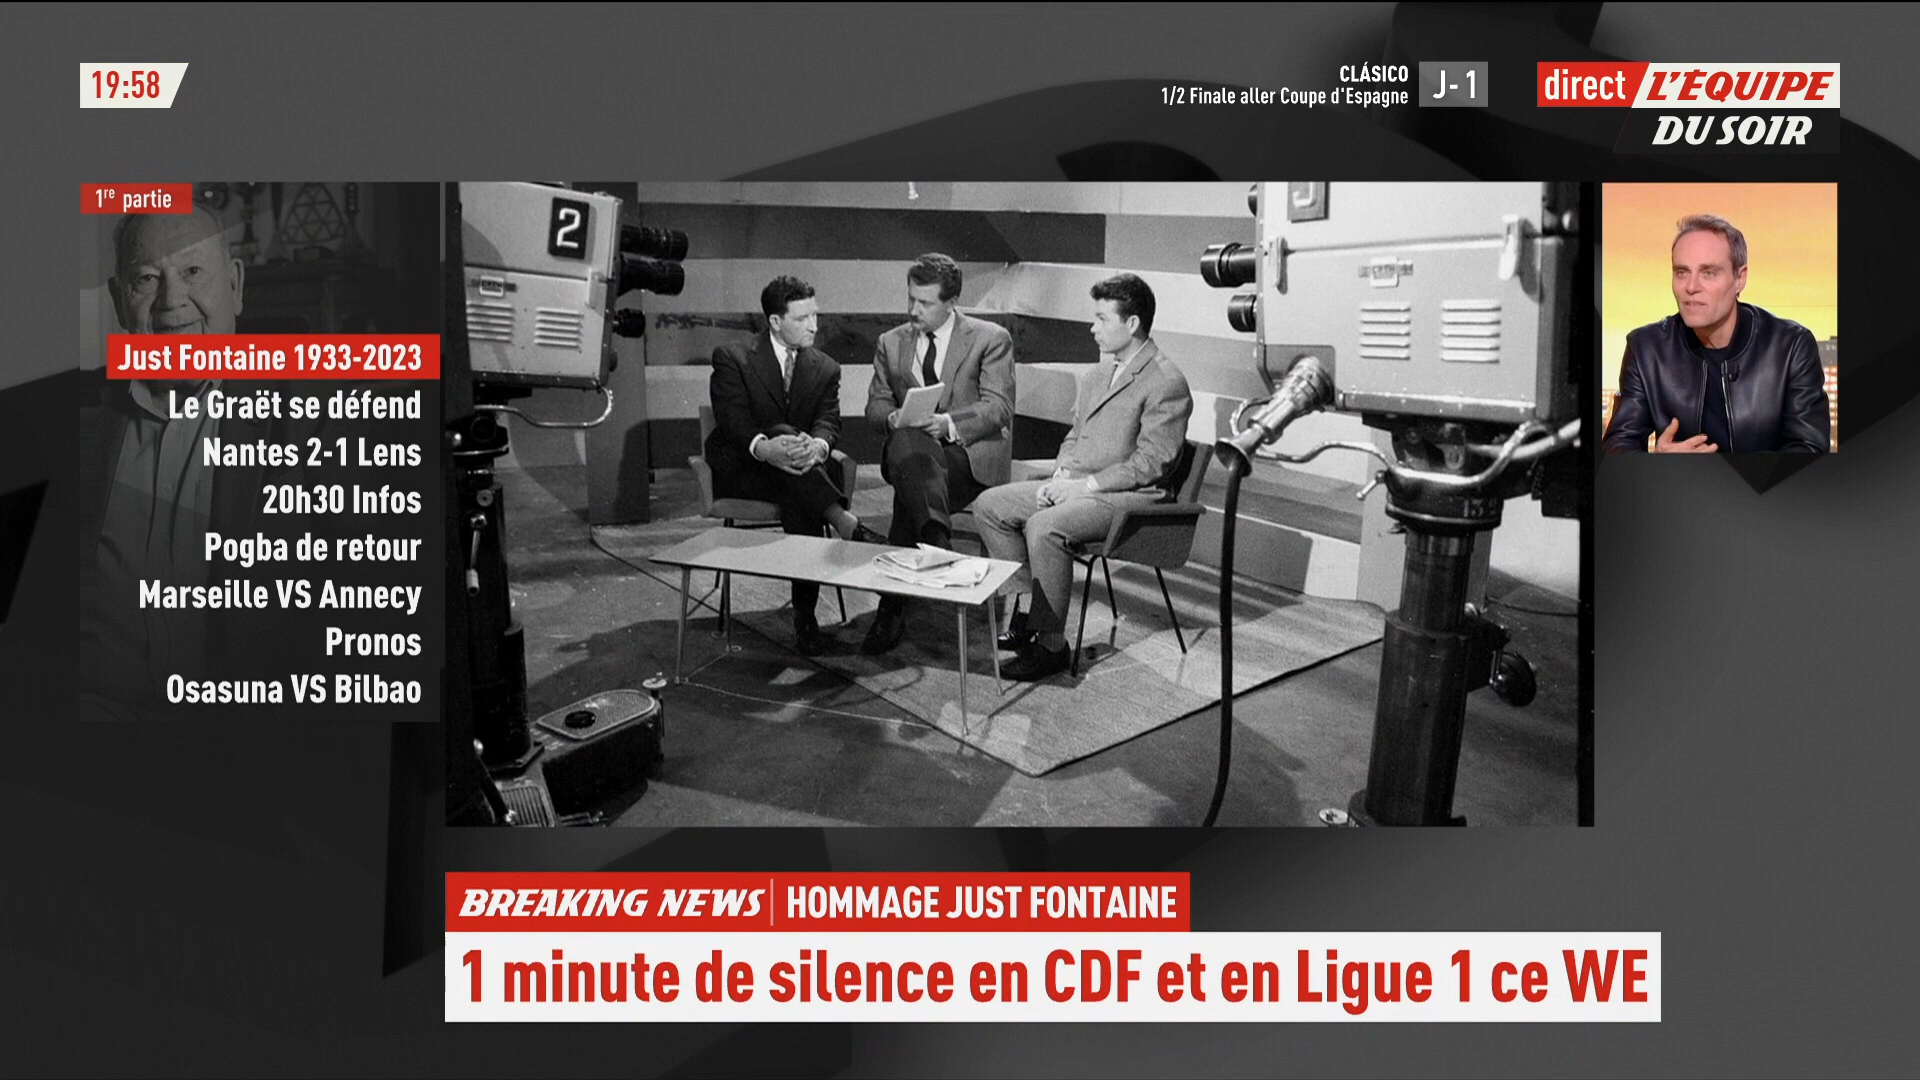 19:58
CLÁSICO
1/2 Finale aller Coupe d'Espagne
J-1
direct L'ÉQUIPE
DU SOIR
1re partie
Just Fontaine 1933-2023
Le Graët se défend
Nantes 2-1 Lens
20h30 Infos
Pogba de retour
Marseille VS Annecy
Pronos
Osasuna VS Bilbao
2
BREAKING NEWS | HOMMAGE JUST FONTAINE
1 minute de silence en CDF et en Ligue 1 ce WE